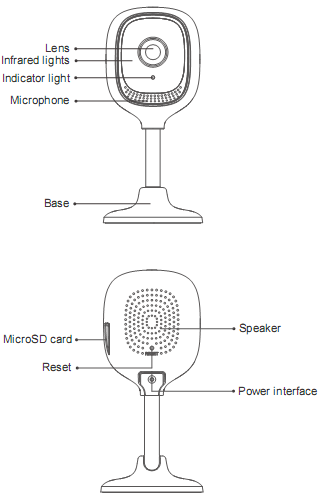 Lens
Infrared lights
Indicator light
Microphone
Base
Speaker
MicroSD card
Reset
Power interface